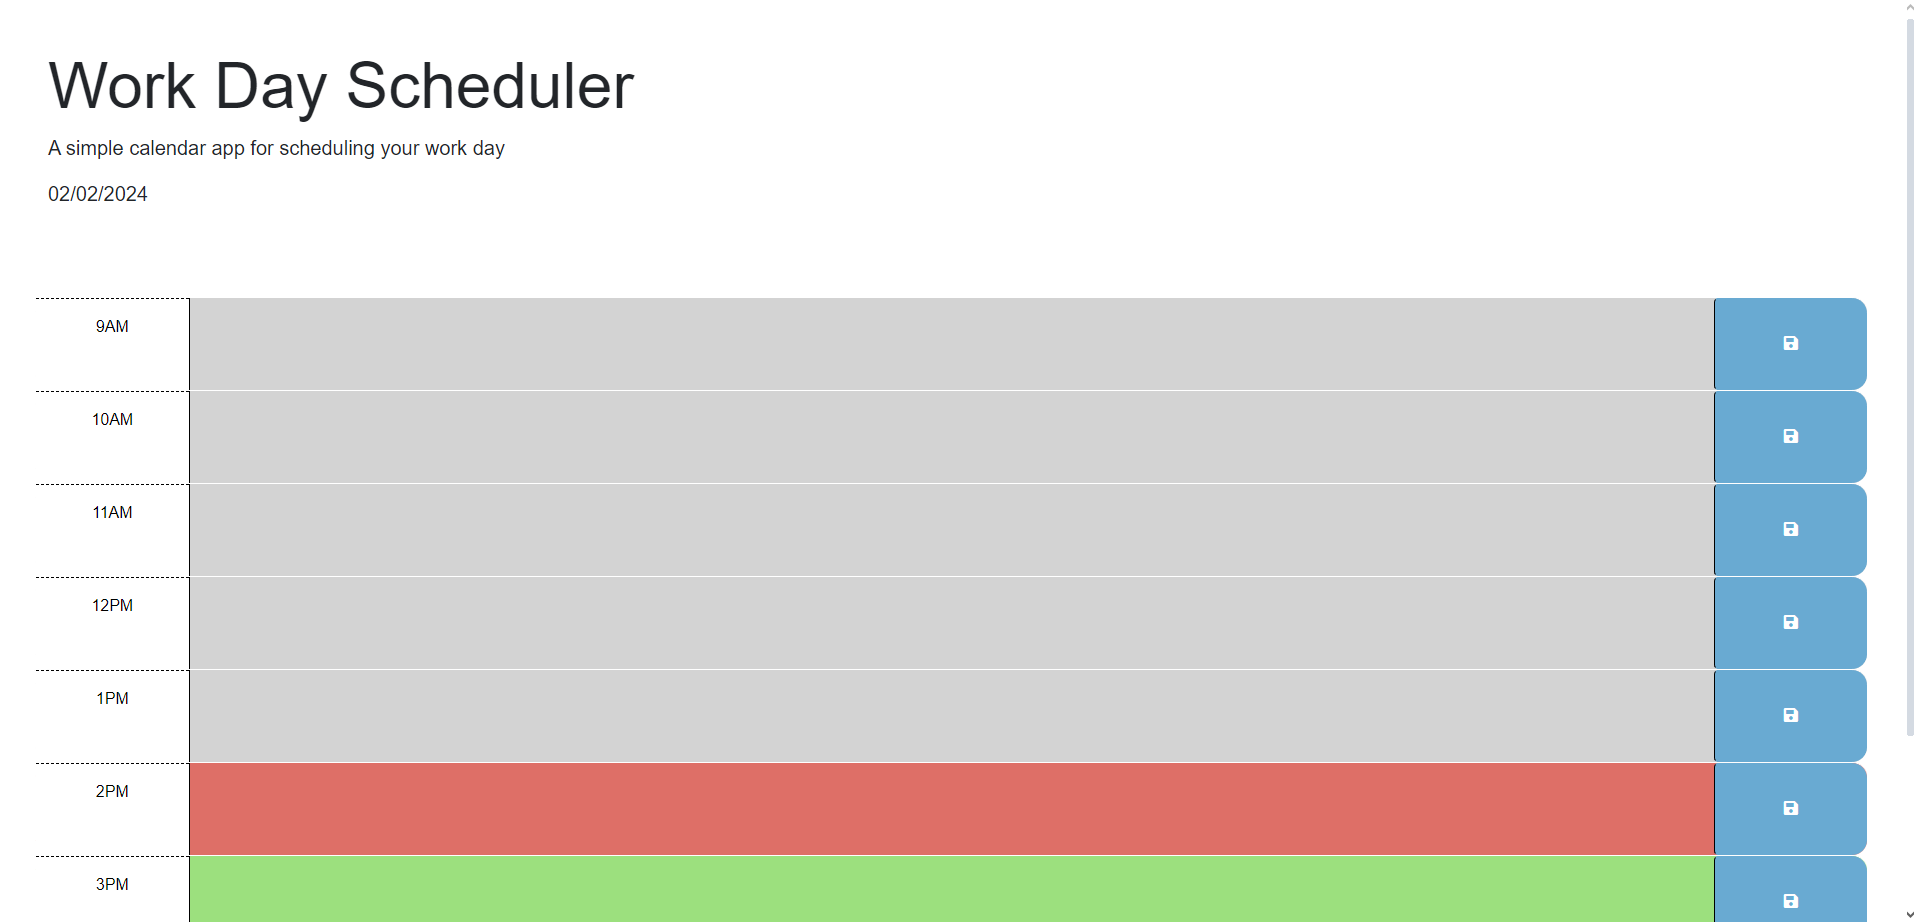 Work Day Scheduler
A simple calendar app for scheduling your work day
02/02/2024
9AM
10AM
11AM
12PM
1PM
2PM
3PM